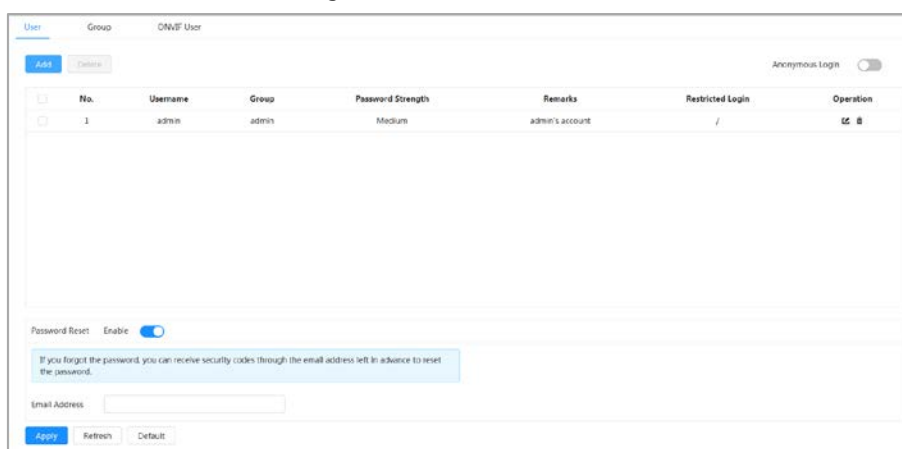 User Group ONVIF User
Add Delete Anonymous Login
No. Username Group Password Strength Remarks Restricted Login Operation
1 admin admin Medium admin's account /
Password Reset Enable
If you forgot the password, you can receive security codes through the email address left in advance to reset
the password.
Email Address
Apply Refresh Default